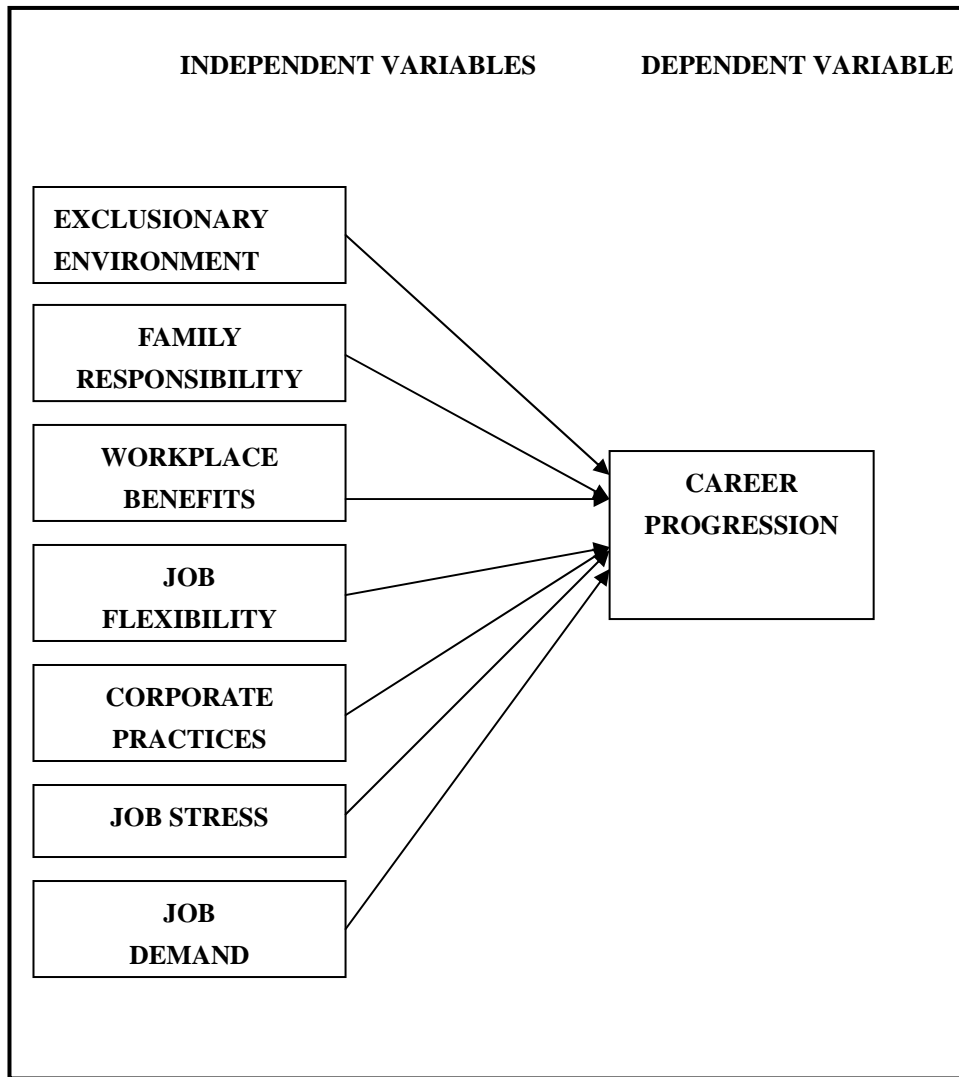 INDEPENDENT VARIABLES
DEPENDENT VARIABLE
EXCLUSIONARY
ENVIRONMENT
FAMILY
RESPONSIBILITY
WORKPLACE
BENEFITS
JOB
FLEXIBILITY
CORPORATE
PRACTICES
JOB STRESS
JOB
DEMAND
CAREER
PROGRESSION